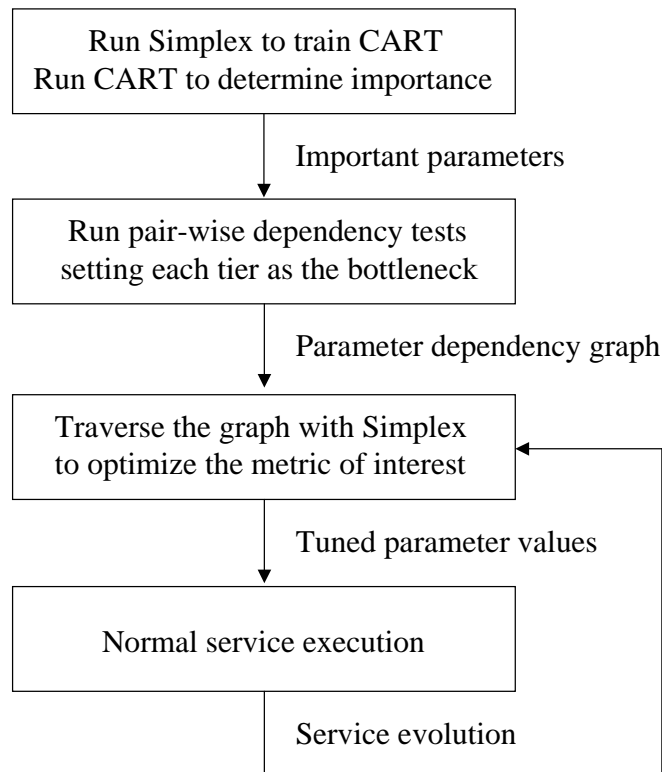 Run Simplex to train CART
Run CART to determine importance
Important parameters
Run pair-wise dependency tests
setting each tier as the bottleneck
Parameter dependency graph
Traverse the graph with Simplex
to optimize the metric of interest
Tuned parameter values
Normal service execution
Service evolution